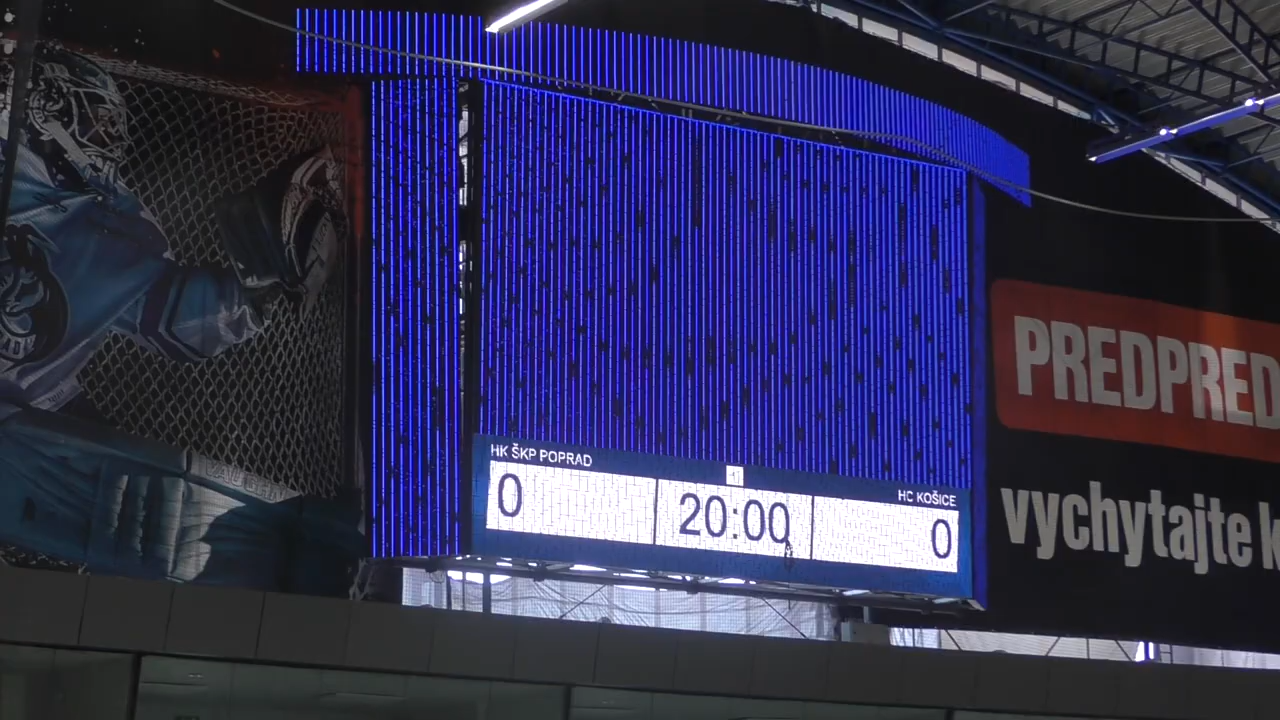 HK ŠKP POPRAD
HC KOŠICE
0
20:00
0
PREDPRED
vychytajte k